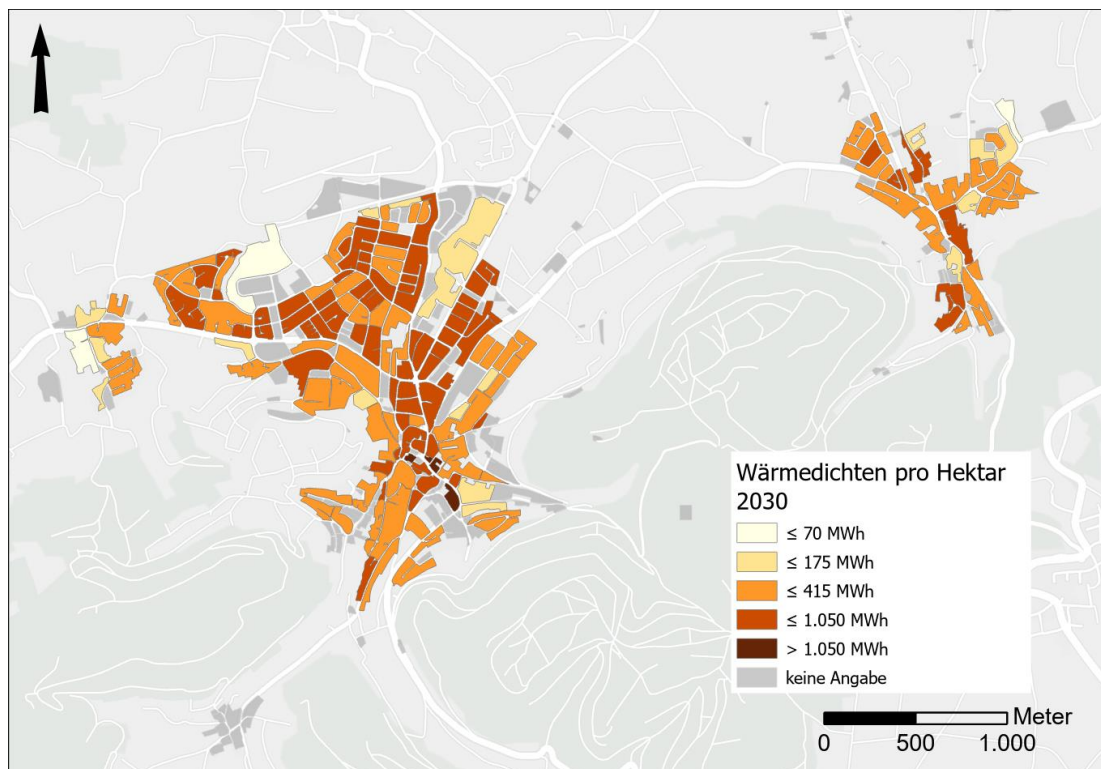 Wärmedichten pro Hektar
2030
≤ 70 MWh
≤ 175 MWh
≤ 415 MWh
≤ 1.050 MWh
> 1.050 MWh
keine Angabe
Meter
0 500 1.000